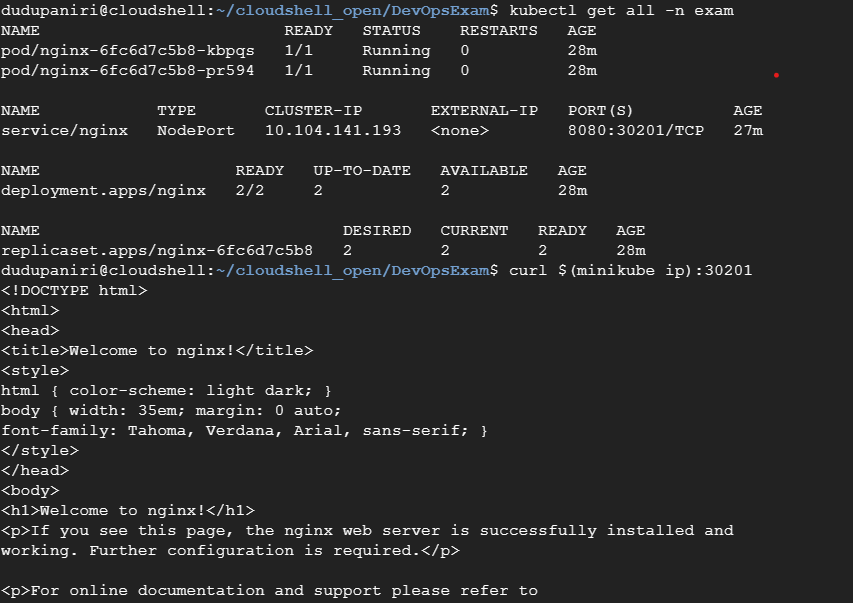 dudupaniri@cloudshell:~/cloudshell_open/DevOpsExam$ kubectl get all -n exam
NAME                         READY   STATUS    RESTARTS   AGE
pod/nginx-6fc6d7c5b8-kbpqs   1/1     Running   0          28m
pod/nginx-6fc6d7c5b8-pr594   1/1     Running   0          28m

NAME            TYPE       CLUSTER-IP       EXTERNAL-IP   PORT(S)          AGE
service/nginx   NodePort   10.104.141.193   <none>        8080:30201/TCP   27m

NAME                    READY   UP-TO-DATE   AVAILABLE   AGE
deployment.apps/nginx   2/2     2            2           28m

NAME                               DESIRED   CURRENT   READY   AGE
replicaset.apps/nginx-6fc6d7c5b8   2         2         2       28m
dudupaniri@cloudshell:~/cloudshell_open/DevOpsExam$ curl $(minikube ip):30201
<!DOCTYPE html>
<html>
<head>
<title>Welcome to nginx!</title>
<style>
html { color-scheme: light dark; }
body { width: 35em; margin: 0 auto;
font-family: Tahoma, Verdana, Arial, sans-serif; }
</style>
</head>
<body>
<h1>Welcome to nginx!</h1>
<p>If you see this page, the nginx web server is successfully installed and
working. Further configuration is required.</p>

<p>For online documentation and support please refer to